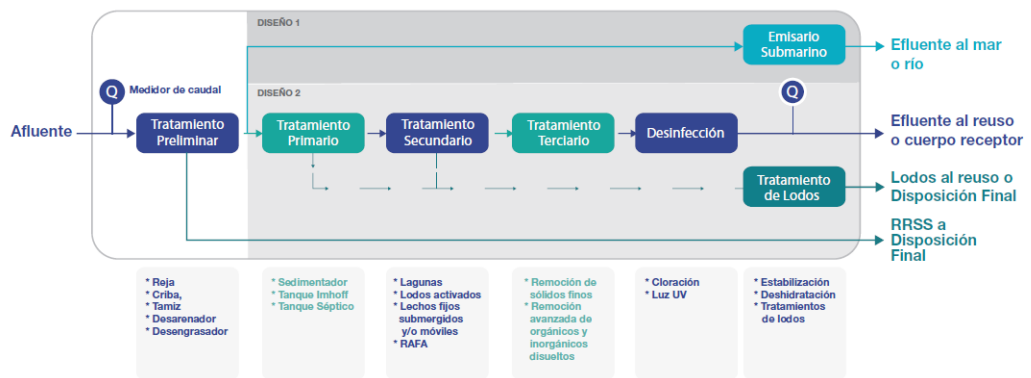 DISEÑO 1
Emisario
Submarino
Efluente al mar
o río
Q
Medidor de caudal
DISEÑO 2
Q
Afluente
Tratamiento
Preliminar
Tratamiento
Primario
Tratamiento
Secundario
Tratamiento
Terciario
Desinfección
Efluente al reuso
o cuerpo receptor
Tratamiento
de Lodos
Lodos al reuso o
Disposición Final
RRSS a
Disposición
Final
* Reja
* Criba,
* Tamiz
* Desarenador
* Desengrasador
* Sedimentador
* Tanque Imhoff
* Tanque Séptico
* Lagunas
* Lodos activados
* Lechos fijos
submergidos
y/o móviles
* RAFA
* Remoción de
sólidos finos
* Remoción
avanzada de
orgánicos y
inorgánicos
disueltos
* Cloración
* Luz UV
* Estabilización
* Deshidratación
* Tratamientos
de lodos